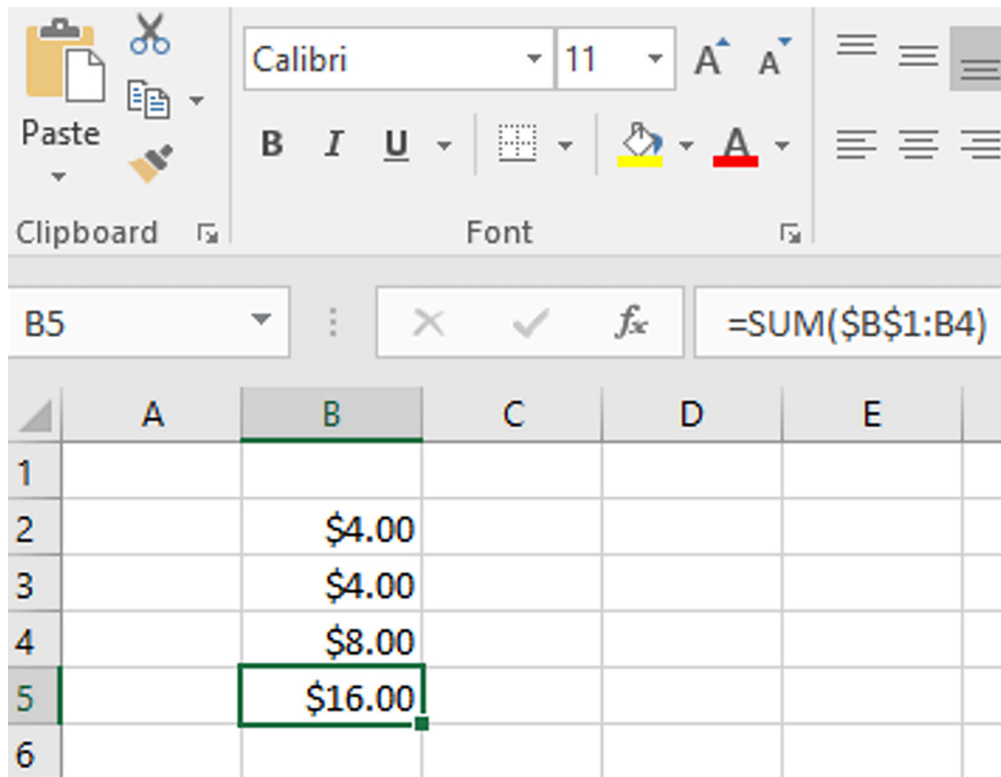 Calibri 11 A A
Paste
B I U A
Clipboard Font
B5 fx =SUM($B$1:B4)
A B C D E
1
2 $4.00
3 $4.00
4 $8.00
5 $16.00
6